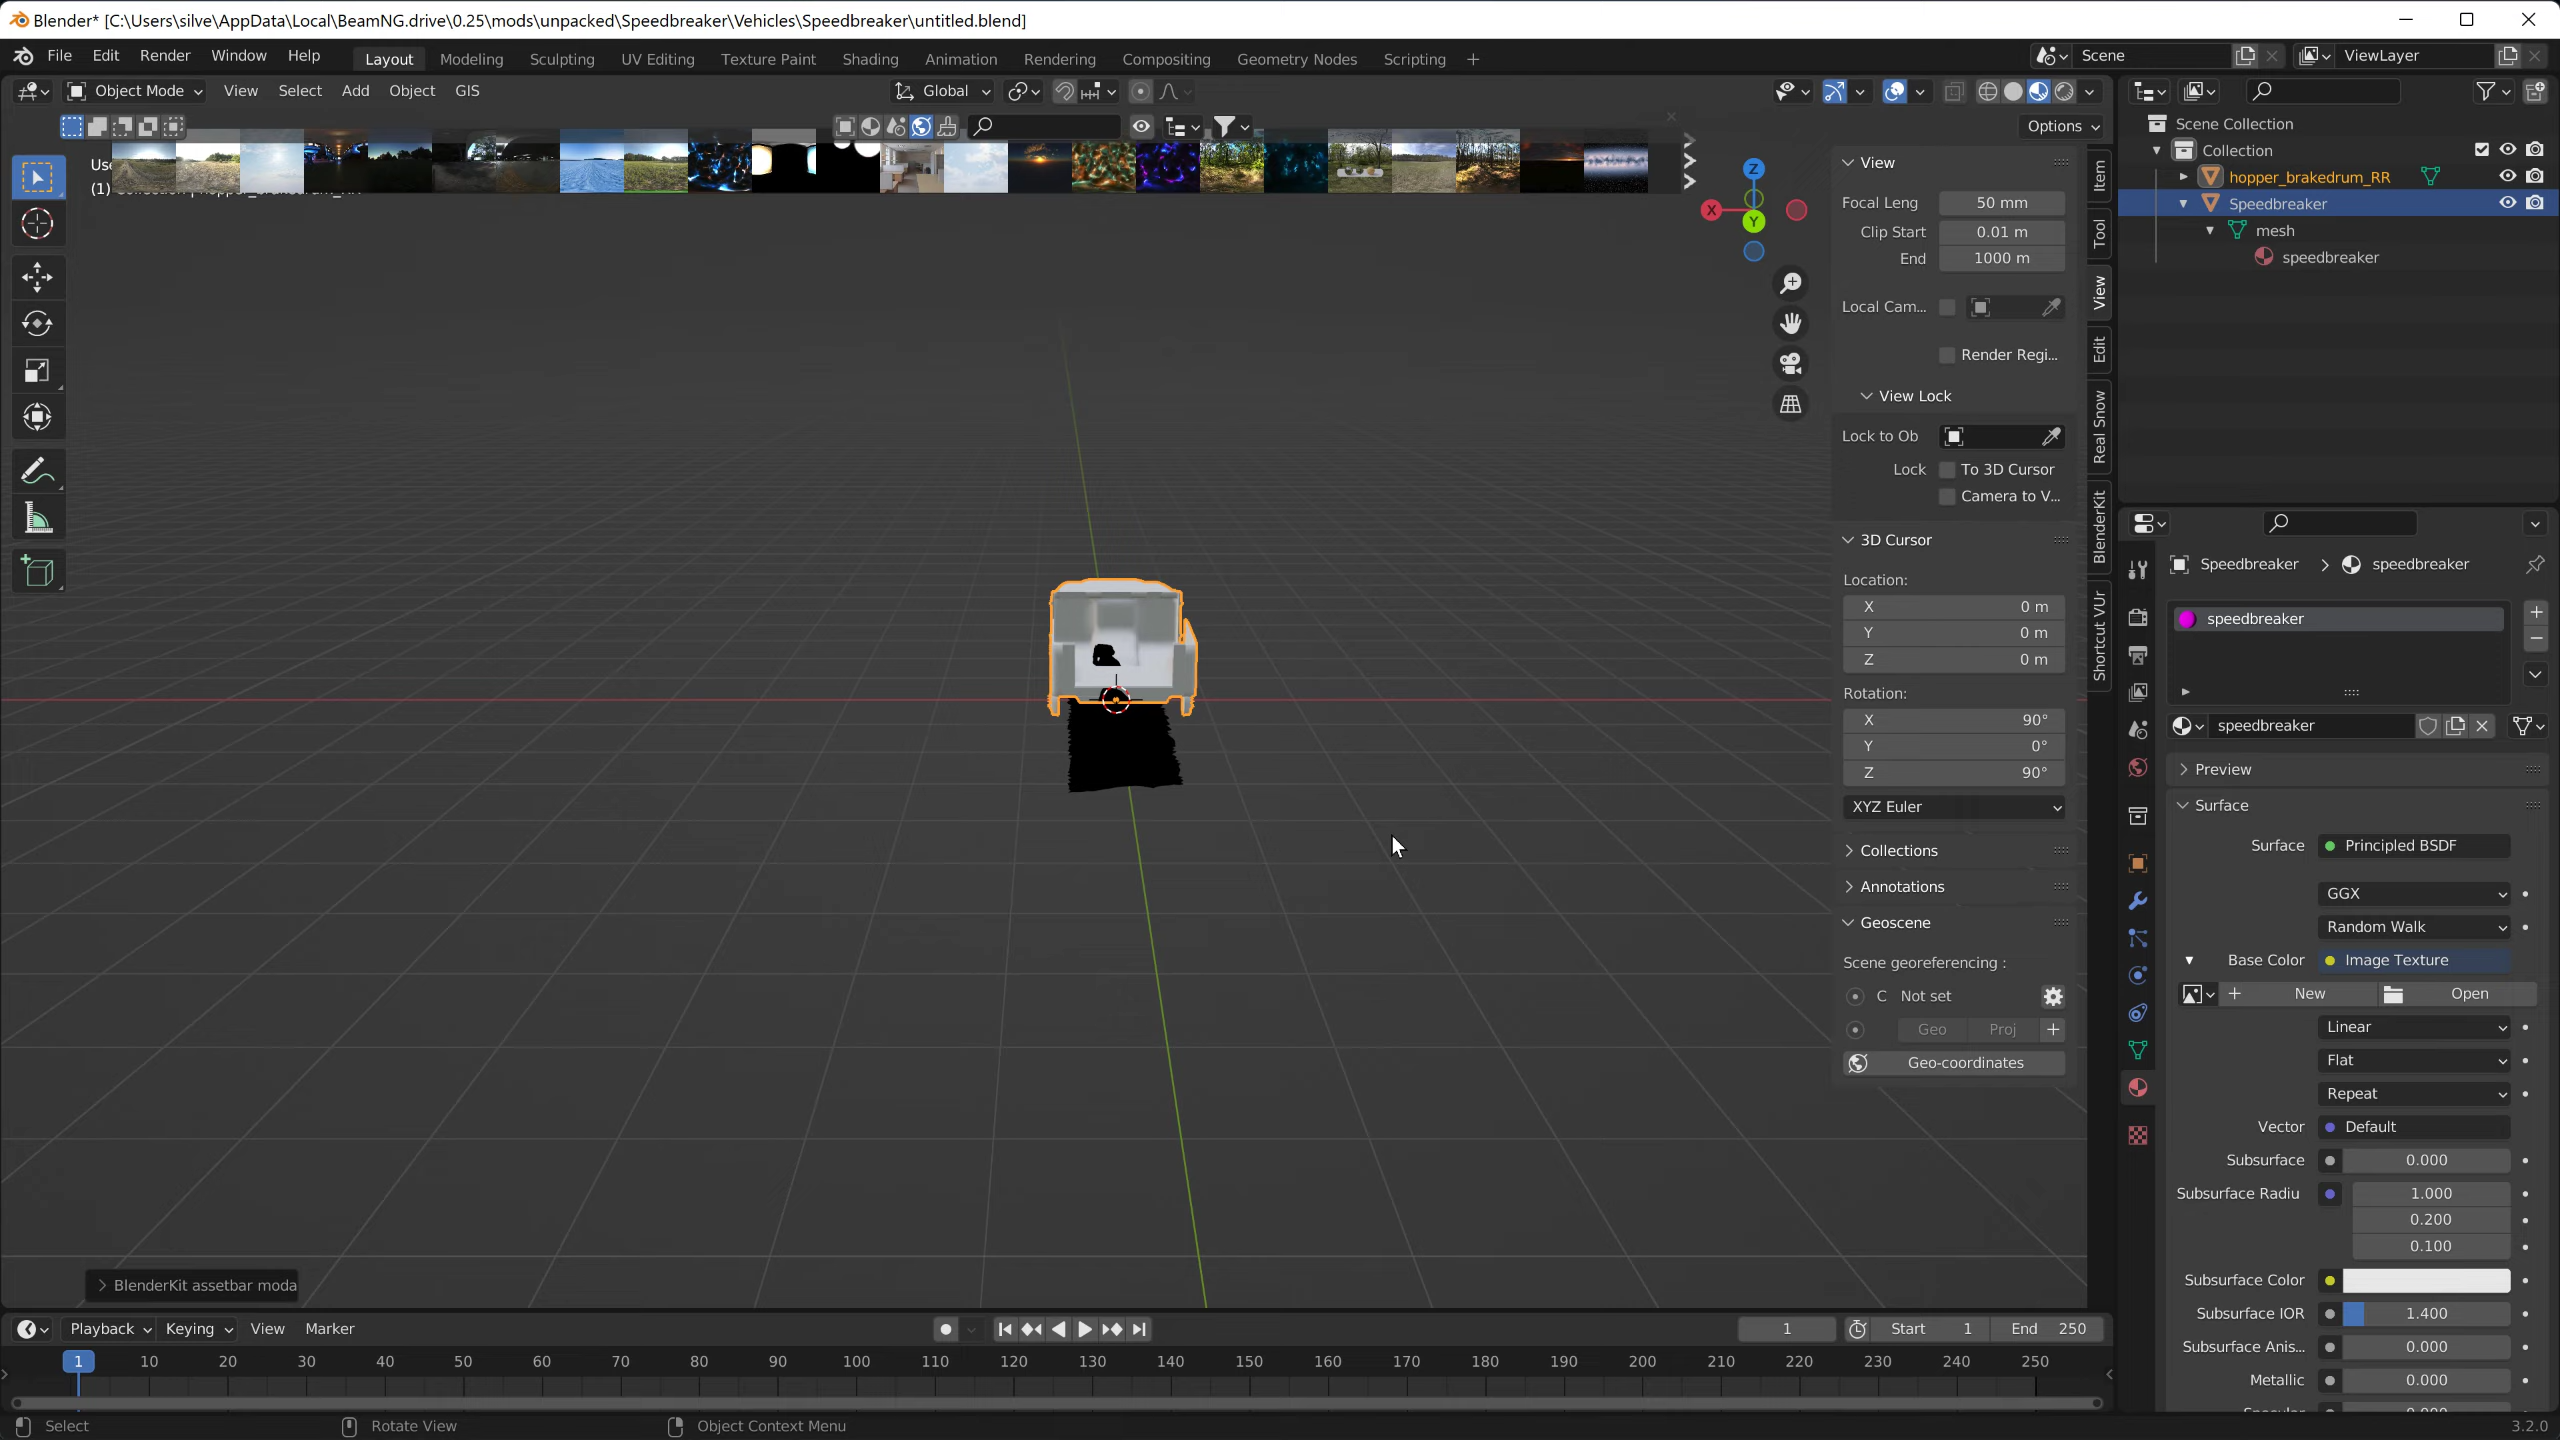 Blender* [C:\Users\silve\AppData\Local\BeamNG.drive\0.25\mods\unpacked\Speedbreaker\Vehicles\Speedbreaker\untitled.blend]
File Edit Render Window Help Layout Modeling Sculpting UV Editing Texture Paint Shading Animation Rendering Compositing Geometry Nodes Scripting + Scene ViewLayer
Object Mode View Select Add Object GIS Global
Options
Us
(1)
X
Y
Z
View
Focal Leng 50 mm
Clip Start 0.01 m
End 1000 m
Local Cam...
Render Regi...
View Lock
Lock to Ob
Lock To 3D Cursor
Camera to V...
3D Cursor
Location:
X 0 m
Y 0 m
Z 0 m
Rotation:
X 90°
Y 0°
Z 90°
XYZ Euler
Collections
Annotations
Geoscene
Scene georeferencing :
C Not set
Geo Proj +
Geo-coordinates
Item
Tool
View
Edit
Real Snow
BlenderKit
Shortcut VUr
Scene Collection
Collection
hopper_brakedrum_RR
Speedbreaker
mesh
speedbreaker
Speedbreaker > speedbreaker
speedbreaker
speedbreaker
Preview
Surface
Surface Principled BSDF
GGX
Random Walk
Base Color Image Texture
+ New Open
Linear
Flat
Repeat
Vector Default
Subsurface 0.000
Subsurface Radiu 1.000
0.200
0.100
Subsurface Color
Subsurface IOR 1.400
Subsurface Anis... 0.000
Metallic 0.000
BlenderKit assetbar moda
Playback Keying View Marker 1 Start 1 End 250
1 10 20 30 40 50 60 70 80 90 100 110 120 130 140 150 160 170 180 190 200 210 220 230 240 250
Select Rotate View Object Context Menu 3.2.0